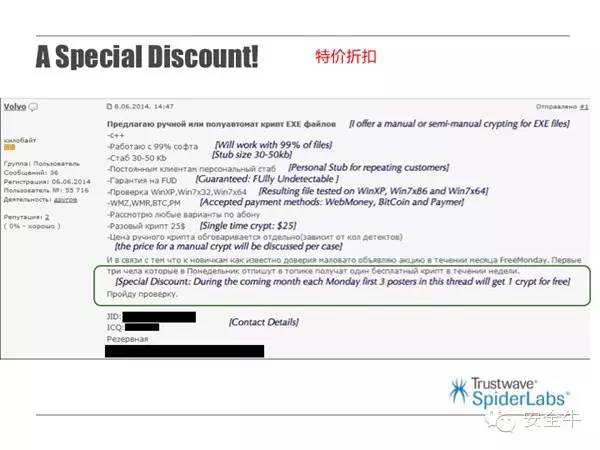 A Special Discount!
特价折扣
Volvo
8.06.2014, 14:47
Отправлено #1
килобайт
Группа: Пользователь
Сообщений: 36
Регистрация: 06.06.2014
Пользователь №: 55 716
Деятельность: другое
Репутация: 2
( 0% - хорошо )
Предлагаю ручной или полуавтомат крипт EXE файлов [I offer a manual or semi-manual crypting for EXE files]
-c++
-Работаю с 99% софта [Will work with 99% of files]
-Стаб 30-50 Kb [Stub size 30-50kb]
-Постоянным клиентам персональный стаб [Personal Stub for repeating customers]
-Гарантия на FUD [Guaranteed: FUlly Undetectable ]
-Проверка WinXP,Win7x32,Win7x64 [Resulting file tested on WinXP, Win7x86 and Win7x64]
-WMZ,WMR,BTC,PM [Accepted payment methods: WebMoney, BitCoin and Paymer]
-Рассмотрю любые варианты по абону
-Разовый крипт 25$ [Single time crypt: $25]
-Цена ручного крипта обговаривается отдельно(зависит от кол детектов)
[the price for a manual crypt will be discussed per case]
И в связи с тем что к новичкам как известно доверия маловато объявляю акцию в течении месяца FreeMonday. Первые
три чела которые в Понедельник отпишут в топике получат один бесплатный крипт в течении недели.
[Special Discount: During the coming month each Monday first 3 posters in this thread will get 1 crypt for free]
Пройду проверку.
JID:
ICQ:
[Contact Details]
Резервная
Trustwave®
SpiderLabs®
安全牛